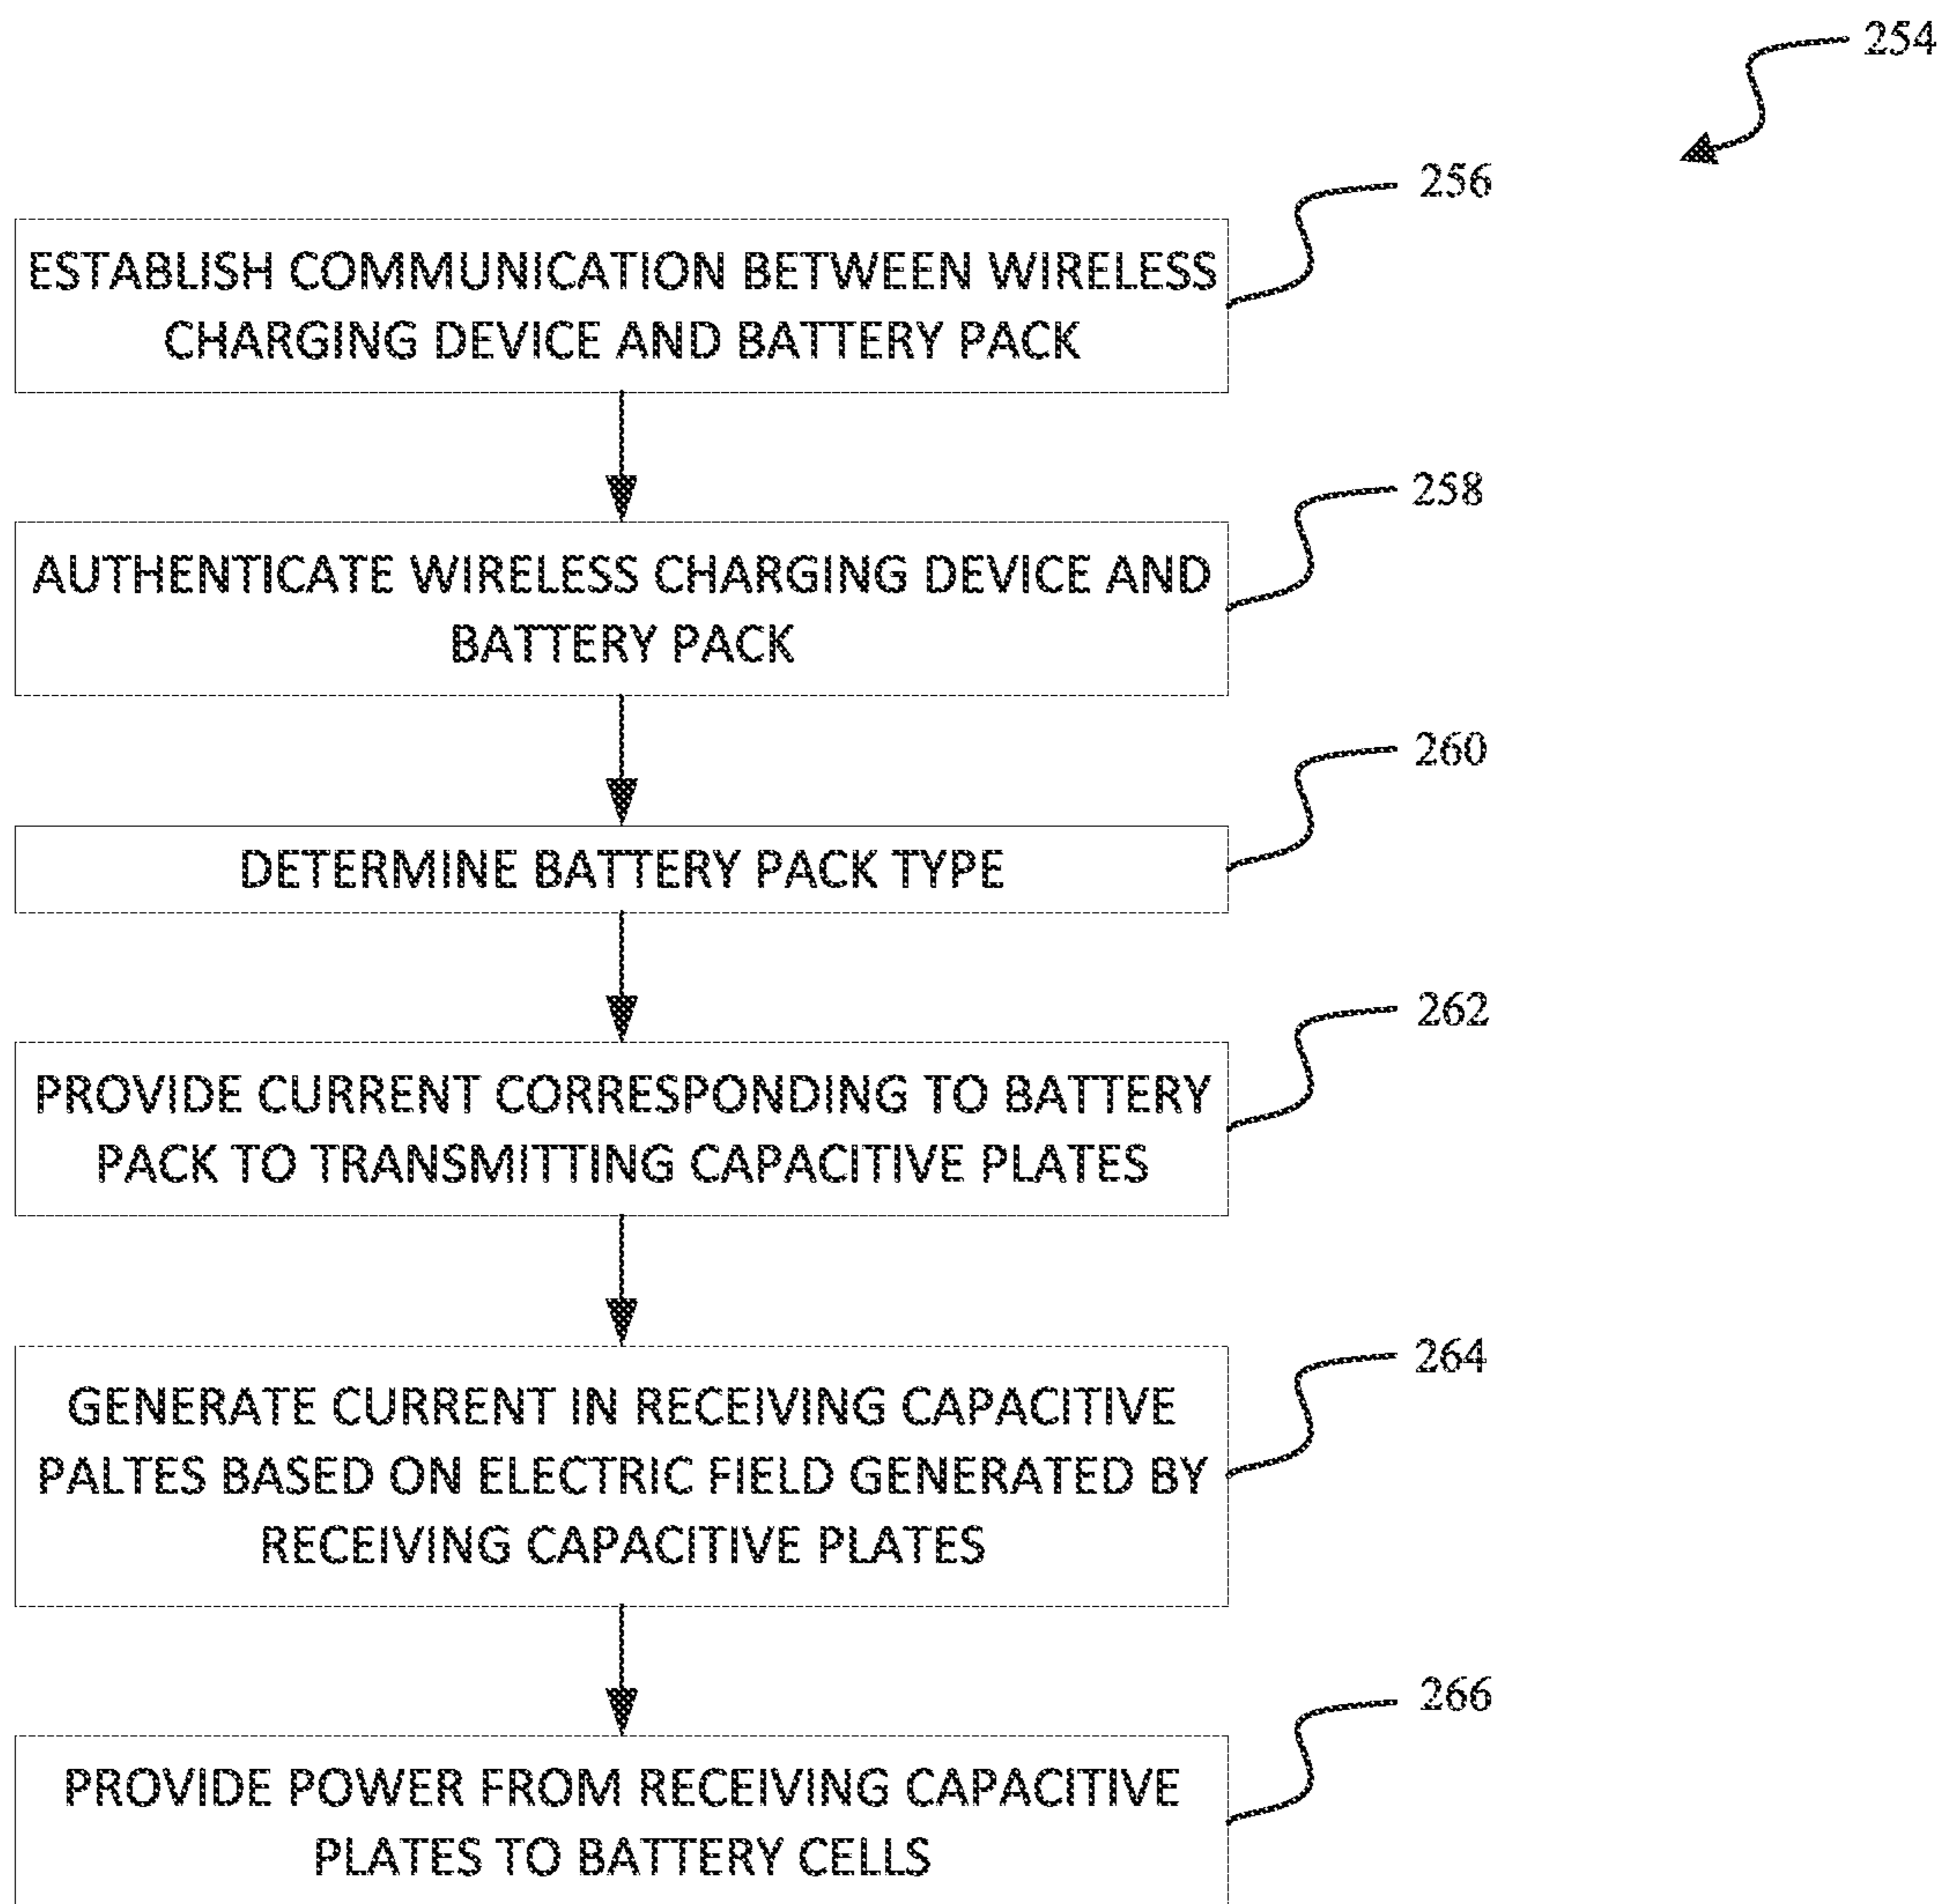 254
256
ESTABLISH COMMUNICATION BETWEEN WIRELESS
CHARGING DEVICE AND BATTERY PACK
258
AUTHENTICATE WIRELESS CHARGING DEVICE AND
BATTERY PACK
260
DETERMINE BATTERY PACK TYPE
262
PROVIDE CURRENT CORRESPONDING TO BATTERY
PACK TO TRANSMITTING CAPACITIVE PLATES
264
GENERATE CURRENT IN RECEIVING CAPACITIVE
PALTES BASED ON ELECTRIC FIELD GENERATED BY
RECEIVING CAPACITIVE PLATES
266
PROVIDE POWER FROM RECEIVING CAPACITIVE
PLATES TO BATTERY CELLS